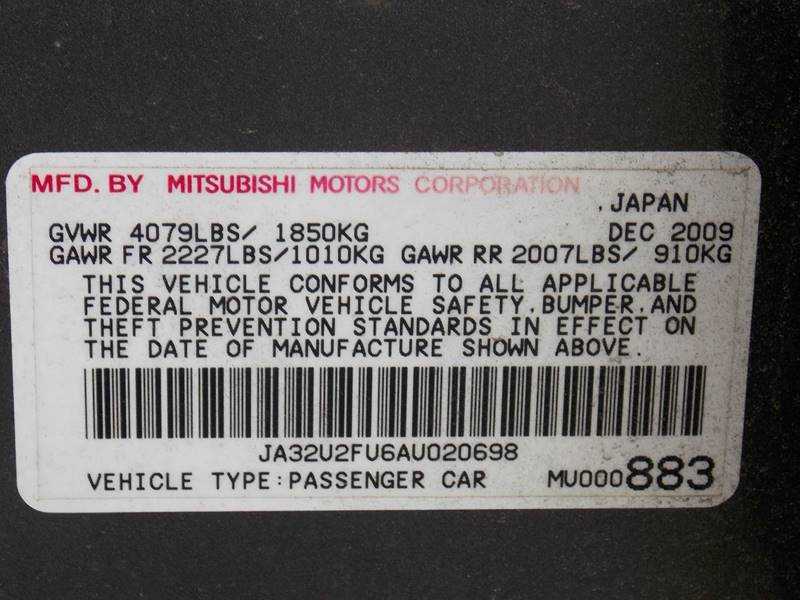 MFD. BY MITSUBISHI MOTORS CORPORATION
, JAPAN
GVWR 4079LBS/ 1850KG DEC 2009
GAWR FR 2227LBS/1010KG GAWR RR 2007LBS/ 910KG
THIS VEHICLE CONFORMS TO ALL APPLICABLE
FEDERAL MOTOR VEHICLE SAFETY,BUMPER,AND
THEFT PREVENTION STANDARDS IN EFFECT ON
THE DATE OF MANUFACTURE SHOWN ABOVE.
JA32U2FU6AU020698
VEHICLE TYPE:PASSENGER CAR MU000883